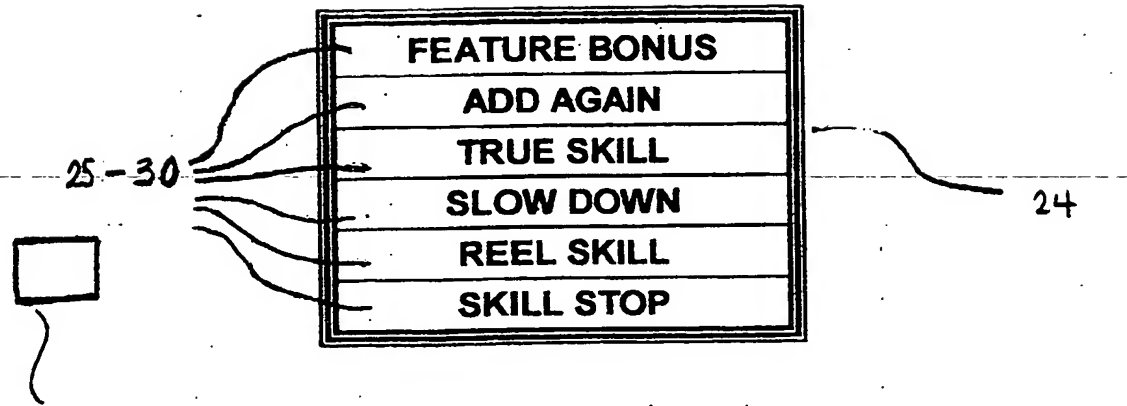 FEATURE BONUS
ADD AGAIN
TRUE SKILL
25-30
SLOW DOWN
24
REEL SKILL
SKILL STOP